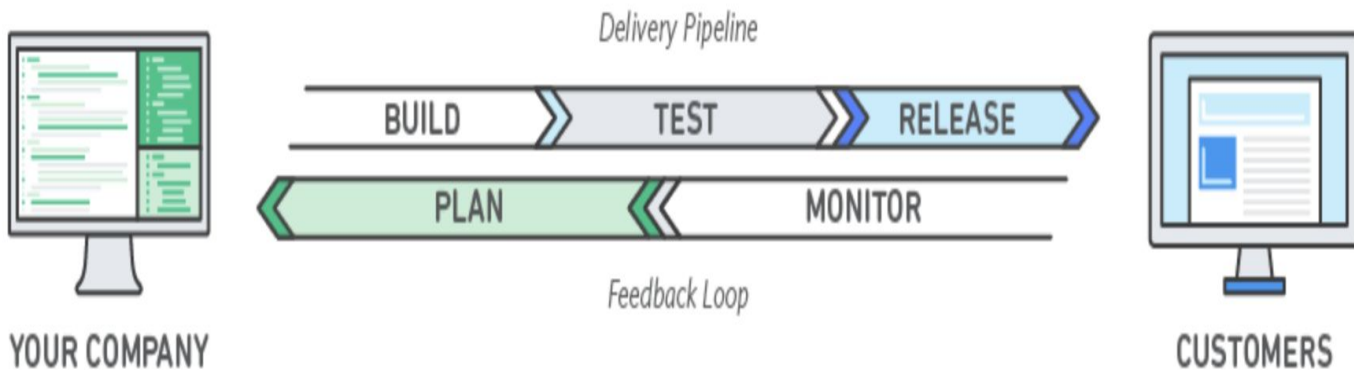 Delivery Pipeline
BUILD TEST RELEASE
PLAN MONITOR
Feedback Loop
YOUR COMPANY
CUSTOMERS